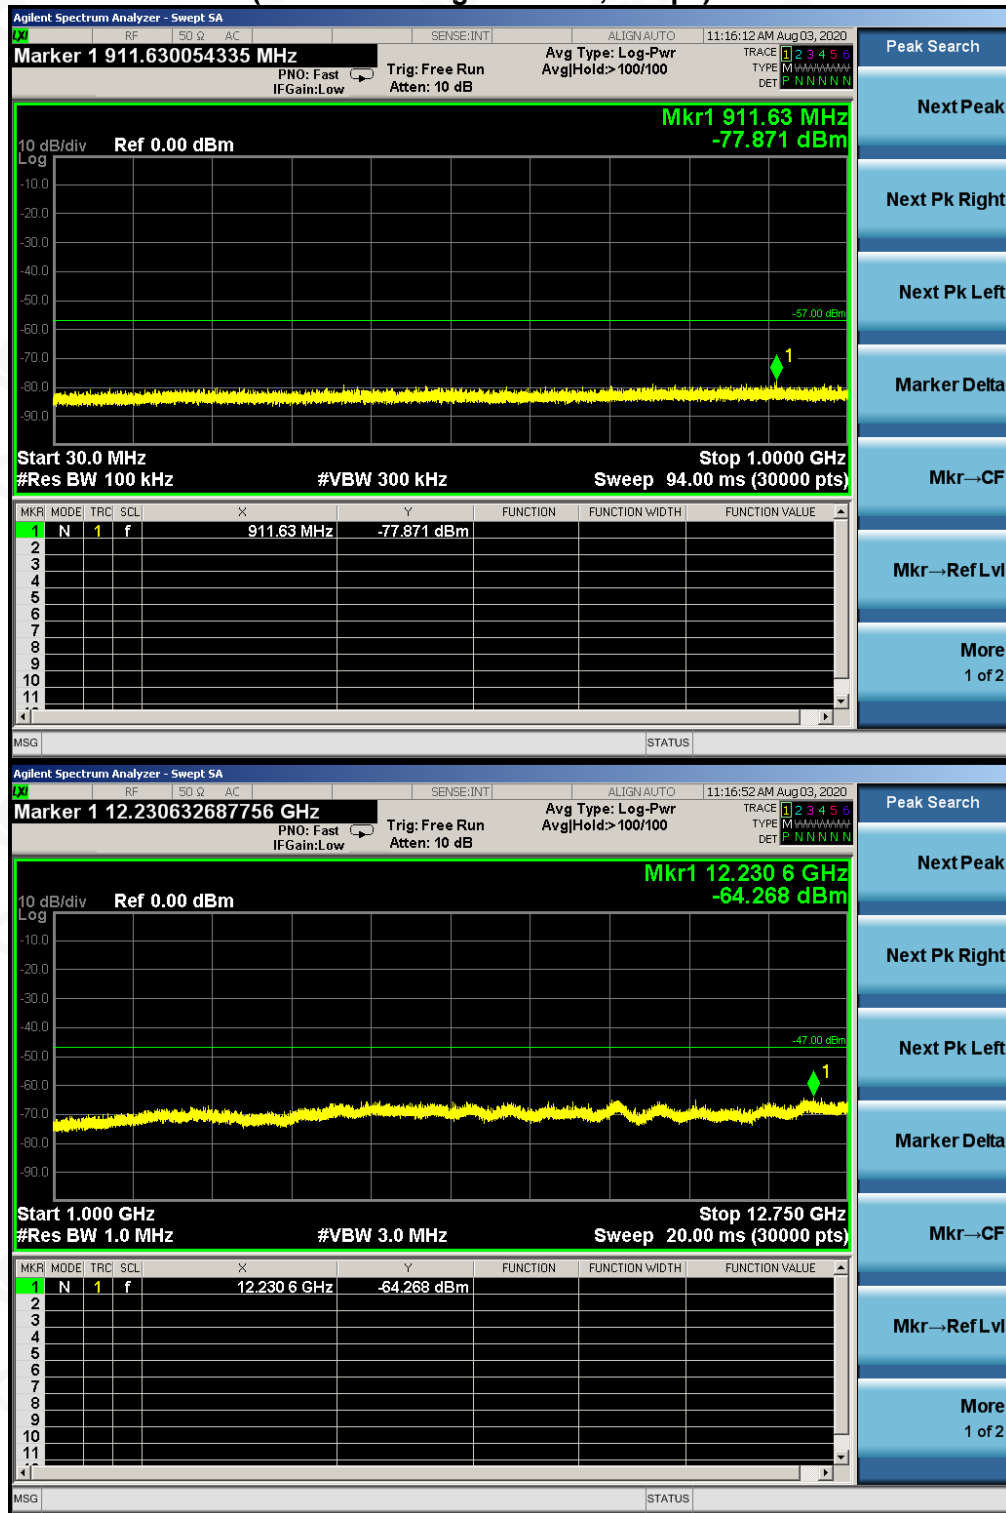 Agilent Spectrum Analyzer - Swept SA
LXI RF 50 Ω AC SENSE:INT ALIGN AUTO 11:16:12 AM Aug 03, 2020
Marker 1 911.630054335 MHz
PNO: Fast
IFGain:Low
Trig: Free Run
Atten: 10 dB
Avg Type: Log-Pwr
Avg|Hold:>100/100
TRACE 1 2 3 4 5 6
TYPE M WWWWW
DET P N N N N N
Mkr1 911.63 MHz
-77.871 dBm
10 dB/div Ref 0.00 dBm
Log
-10.0
-20.0
-30.0
-40.0
-50.0
-57.00 dBm
-60.0
-70.0
1
-80.0
-90.0
Start 30.0 MHz Stop 1.0000 GHz
#Res BW 100 kHz #VBW 300 kHz Sweep 94.00 ms (30000 pts)
MKR MODE TRC SCL X Y FUNCTION FUNCTION WIDTH FUNCTION VALUE
1 N 1 f 911.63 MHz -77.871 dBm
2
3
4
5
6
7
8
9
10
11
MSG STATUS
Peak Search
Next Peak
Next Pk Right
Next Pk Left
Marker Delta
Mkr→CF
Mkr→Ref Lvl
More
1 of 2
Agilent Spectrum Analyzer - Swept SA
LXI RF 50 Ω AC SENSE:INT ALIGN AUTO 11:16:52 AM Aug 03, 2020
Marker 1 12.230632687756 GHz
PNO: Fast
IFGain:Low
Trig: Free Run
Atten: 10 dB
Avg Type: Log-Pwr
Avg|Hold:>100/100
TRACE 1 2 3 4 5 6
TYPE M WWWWW
DET P N N N N N
Mkr1 12.230 6 GHz
-64.268 dBm
10 dB/div Ref 0.00 dBm
Log
-10.0
-20.0
-30.0
-40.0
-47.00 dBm
-50.0
1
-60.0
-70.0
-80.0
-90.0
Start 1.000 GHz Stop 12.750 GHz
#Res BW 1.0 MHz #VBW 3.0 MHz Sweep 20.00 ms (30000 pts)
MKR MODE TRC SCL X Y FUNCTION FUNCTION WIDTH FUNCTION VALUE
1 N 1 f 12.230 6 GHz -64.268 dBm
2
3
4
5
6
7
8
9
10
11
MSG STATUS
Peak Search
Next Peak
Next Pk Right
Next Pk Left
Marker Delta
Mkr→CF
Mkr→Ref Lvl
More
1 of 2